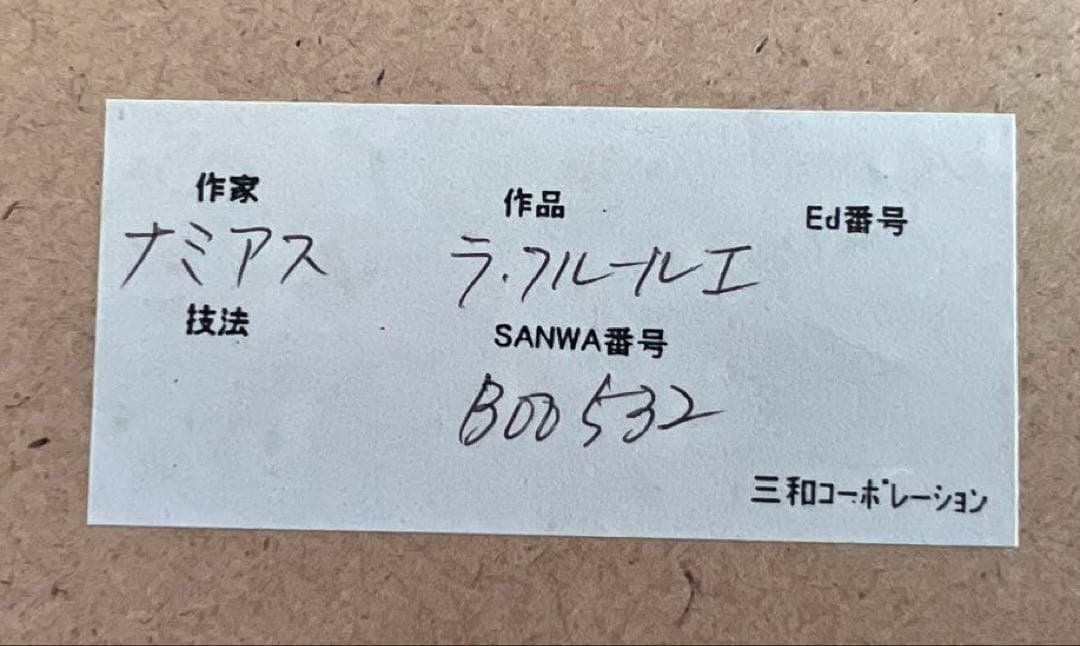 作家 作品 Ed番号
ナミアス ラ・フルールエ
技法 SANWA番号
B00532
三和コーポレーション